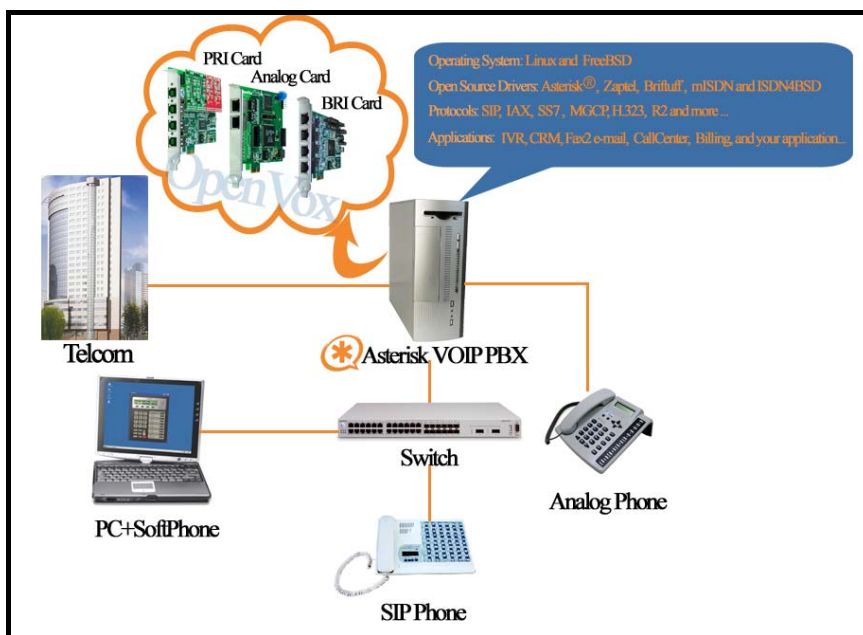 PRI Card
Analog Card
BRI Card
OpenVox
Operating System: Linux and FreeBSD
Open Source Drivers: Asterisk®, Zaptel, Brifluff, mISDN and ISDN4BSD
Protocols: SIP, IAX, SS7, MGCP, H.323, R2 and more ...
Applications: IVR, CRM, Fax2 e-mail, CallCenter, Billing, and your application...
Telcom
Asterisk VOIP PBX
Switch
Analog Phone
PC+SoftPhone
SIP Phone